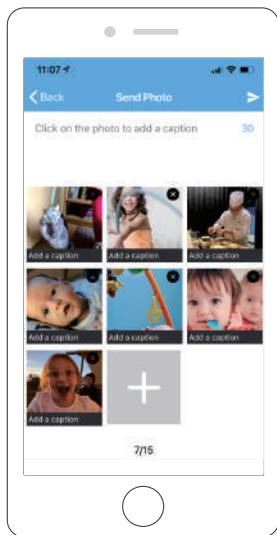 11:07
Back Send Photo
Click on the photo to add a caption 30
Add a caption Add a caption Add a caption
Add a caption Add a caption Add a caption
Add a caption
7/15